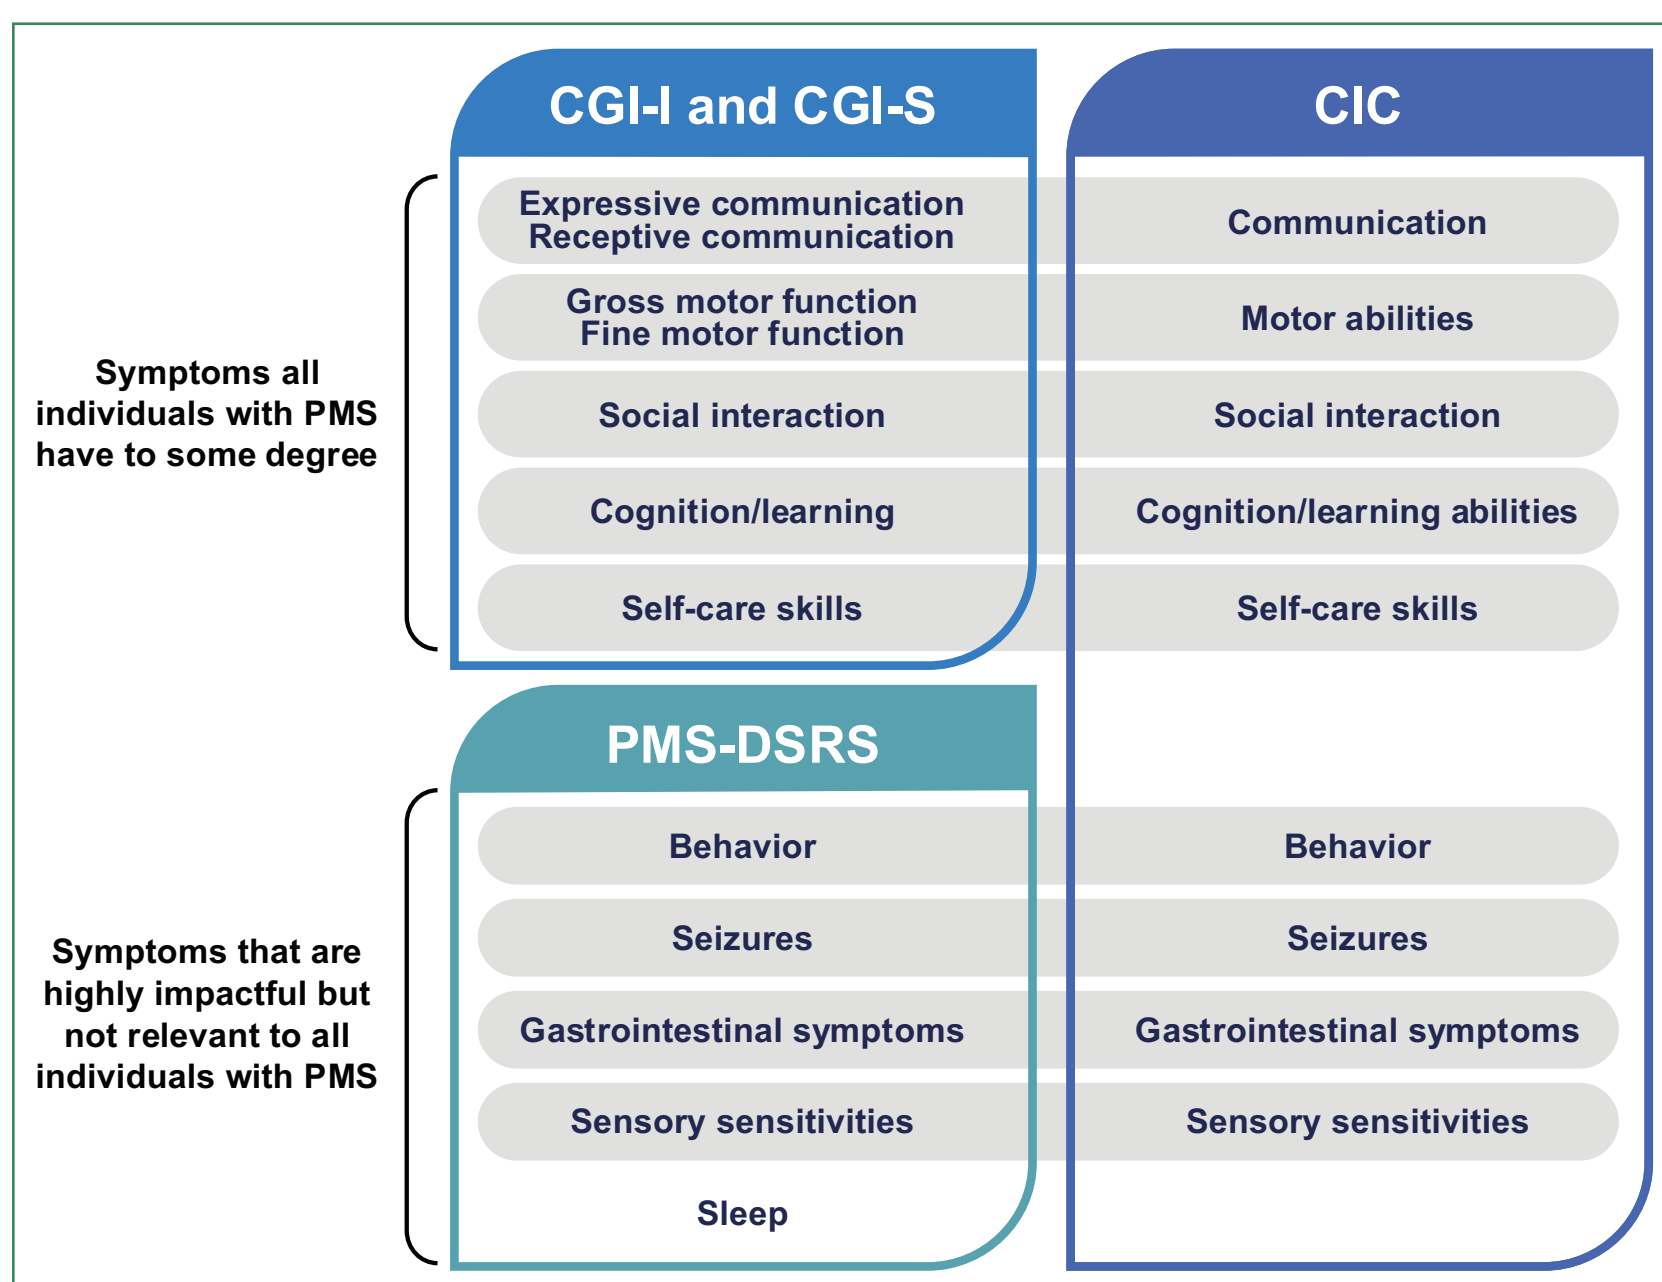 CGI-I and CGI-S
CIC
Symptoms all
individuals with PMS
have to some degree
Expressive communication
Receptive communication
Communication
Gross motor function
Fine motor function
Motor abilities
Social interaction
Social interaction
Cognition/learning
Cognition/learning abilities
Self-care skills
Self-care skills
PMS-DSRS
Symptoms that are
highly impactful but
not relevant to all
individuals with PMS
Behavior
Behavior
Seizures
Seizures
Gastrointestinal symptoms
Gastrointestinal symptoms
Sensory sensitivities
Sensory sensitivities
Sleep